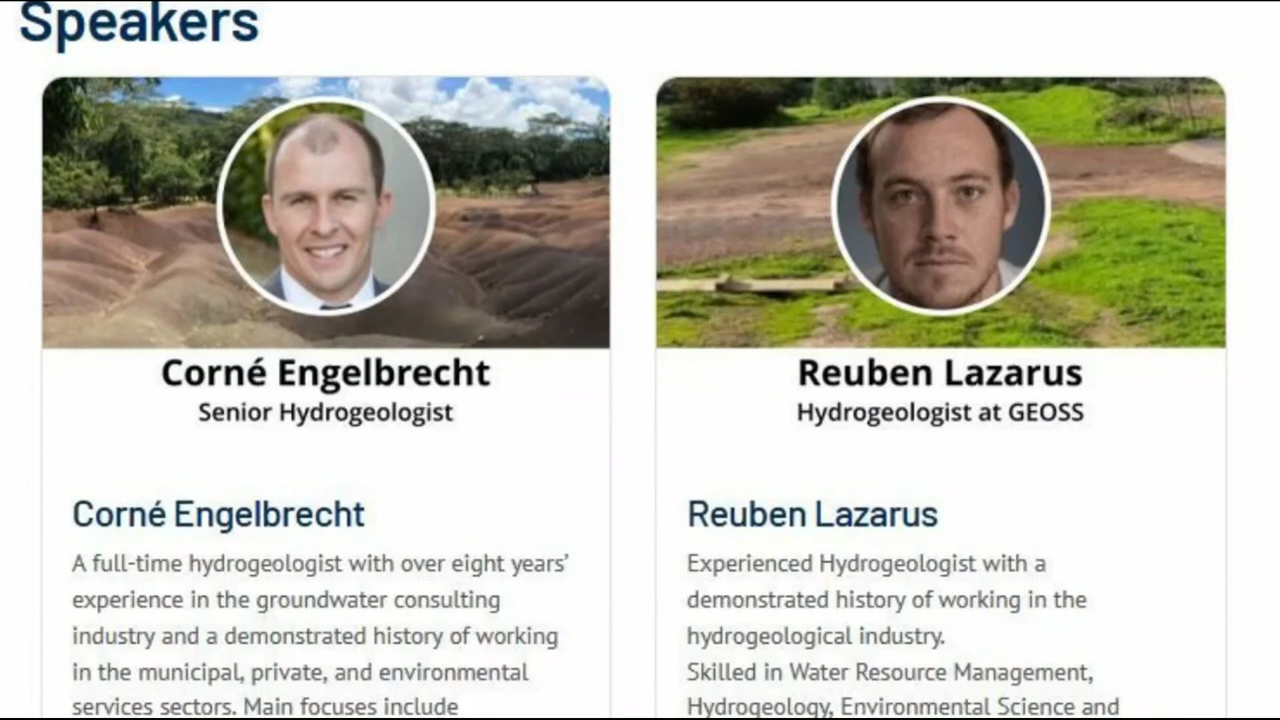 Speakers
Corné Engelbrecht
Senior Hydrogeologist
Corné Engelbrecht
A full-time hydrogeologist with over eight years’
experience in the groundwater consulting
industry and a demonstrated history of working
in the municipal, private, and environmental
services sectors. Main focuses include
Reuben Lazarus
Hydrogeologist at GEOSS
Reuben Lazarus
Experienced Hydrogeologist with a
demonstrated history of working in the
hydrogeological industry.
Skilled in Water Resource Management,
Hydrogeology, Environmental Science and